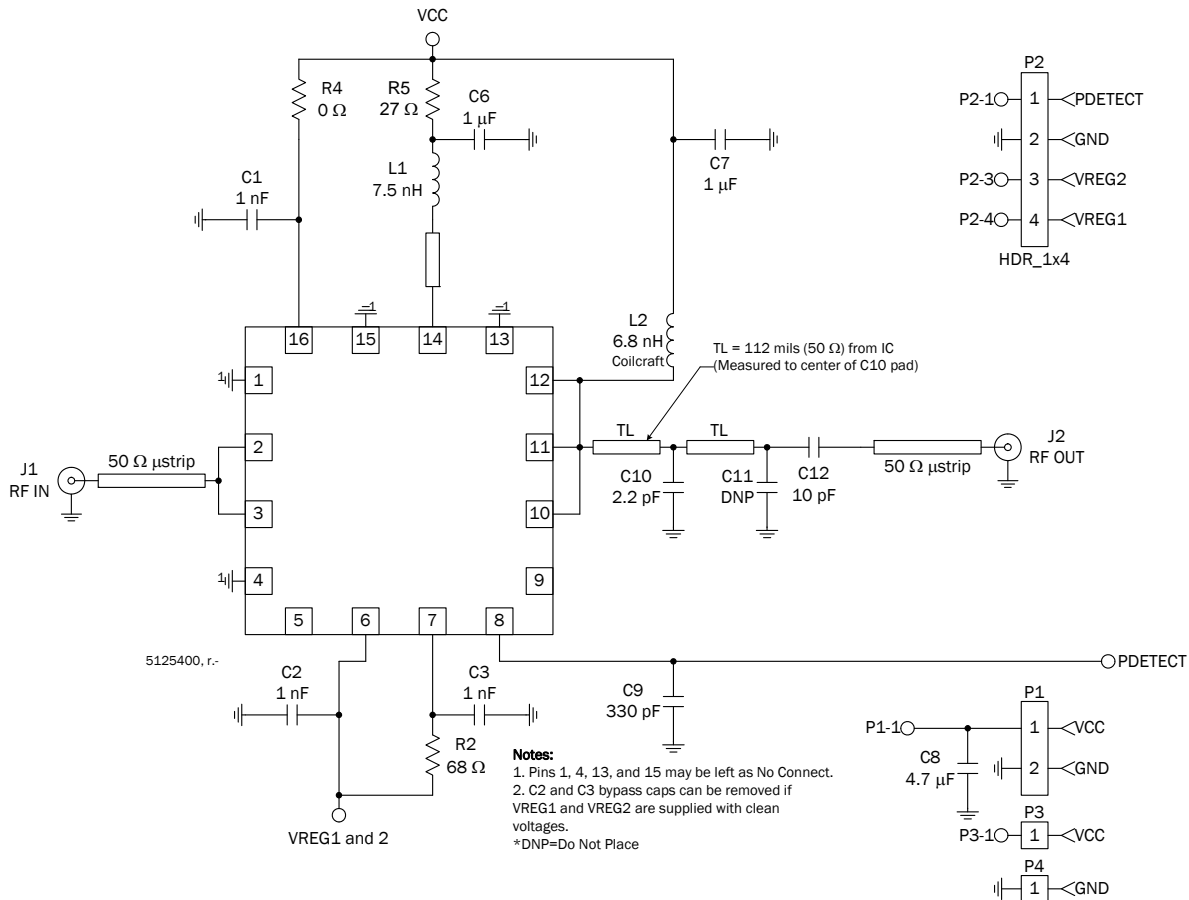 VCC
P2
R4
0 Ω
R5
27 Ω
C6
1 µF
P2-1
1
PDETECT
2
GND
P2-3
3
VREG2
P2-4
4
VREG1
HDR_1x4
L1
7.5 nH
C7
1 µF
C1
1 nF
1
1
16
15
14
13
L2
6.8 nH
Coilcraft
TL = 112 mils (50 Ω) from IC
(Measured to center of C10 pad)
1
1
12
2
11
TL
TL
J1
RF IN
50 Ω µstrip
C10
2.2 pF
C11
DNP
C12
10 pF
50 Ω µstrip
J2
RF OUT
3
10
1
4
9
5
6
7
8
5125400, r.-
PDETECT
C2
1 nF
C3
1 nF
C9
330 pF
R2
68 Ω
VREG1 and 2
Notes:
1. Pins 1, 4, 13, and 15 may be left as No Connect.
2. C2 and C3 bypass caps can be removed if
VREG1 and VREG2 are supplied with clean
voltages.
*DNP=Do Not Place
P1
P1-1
1
VCC
C8
4.7 µF
2
GND
P3
P3-1
1
VCC
P4
1
GND